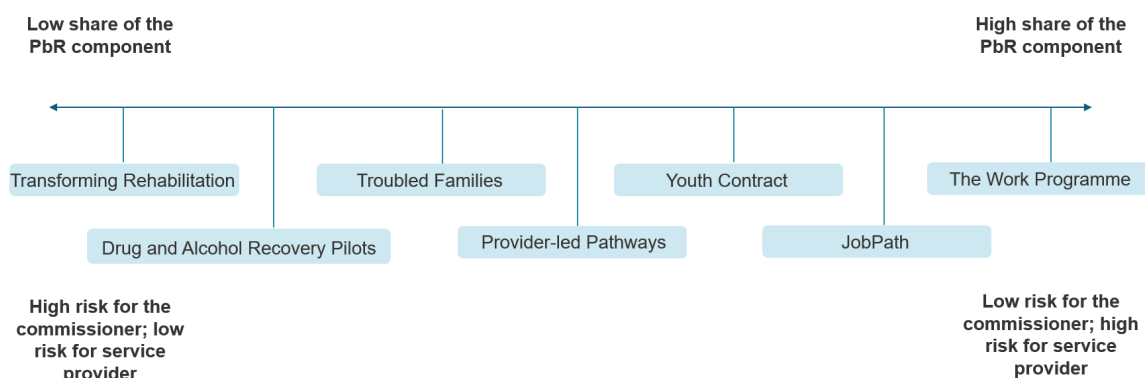 Low share of the
PbR component
High share of the
PbR component
Transforming Rehabilitation
Troubled Families
Youth Contract
The Work Programme
Drug and Alcohol Recovery Pilots
Provider-led Pathways
JobPath
High risk for the
commissioner; low
risk for service
provider
Low risk for the
commissioner; high
risk for service
provider